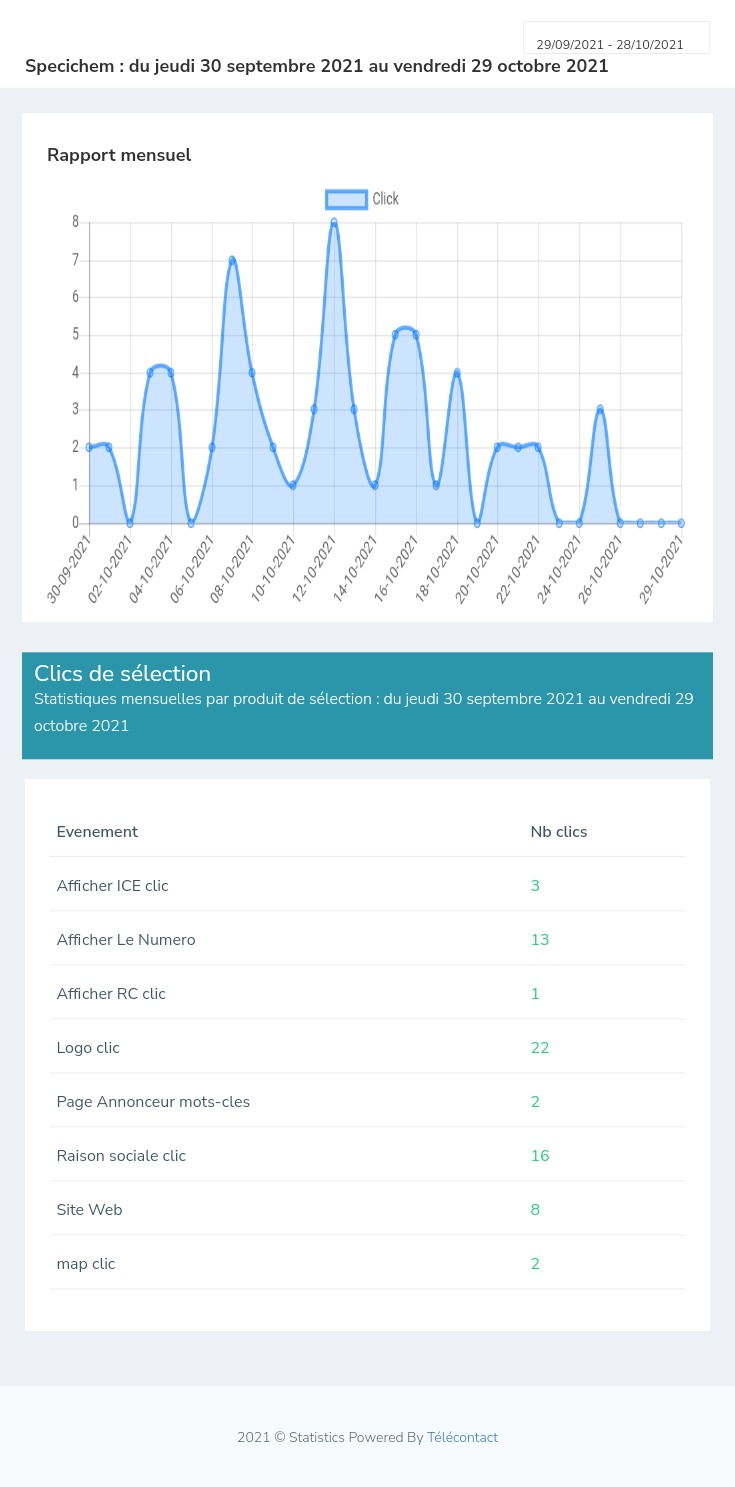 29/09/2021 - 28/10/2021
Specichem : du jeudi 30 septembre 2021 au vendredi 29 octobre 2021
Rapport mensuel
Click
8
7
6
5
4
3
2
1
0
30-09-2021
02-10-2021
04-10-2021
06-10-2021
08-10-2021
10-10-2021
12-10-2021
14-10-2021
16-10-2021
18-10-2021
20-10-2021
22-10-2021
24-10-2021
26-10-2021
29-10-2021
Clics de sélection
Statistiques mensuelles par produit de sélection : du jeudi 30 septembre 2021 au vendredi 29
octobre 2021
Evenement Nb clics
Afficher ICE clic 3
Afficher Le Numero 13
Afficher RC clic 1
Logo clic 22
Page Annonceur mots-cles 2
Raison sociale clic 16
Site Web 8
map clic 2
2021 © Statistics Powered By Télécontact